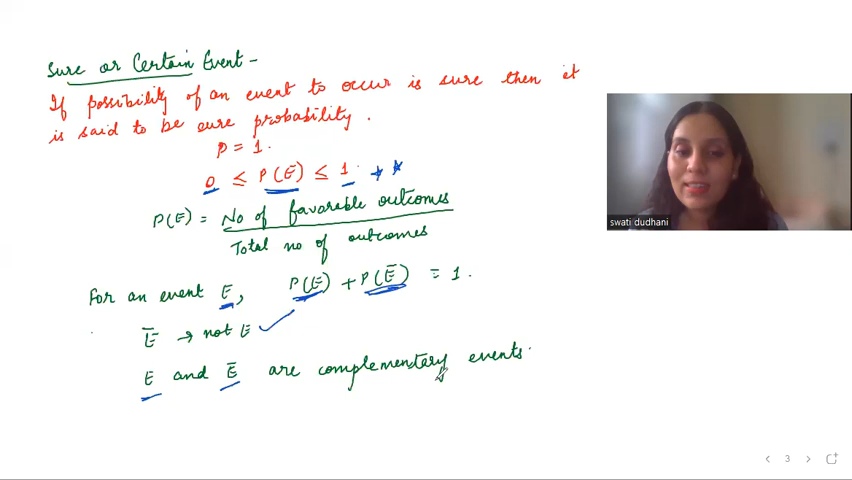 Sure or Certain Event -
If possibility of an event to occur is sure then it
is said to be sure probability.
P = 1.
0 ≤ P(E) ≤ 1.
P(E) = No of favorable outcomes
Total no of outcomes
For an event E, P(E) + P(E̅) = 1.
E̅ → not E
E and E̅ are complementary events.
swati dudhani
3